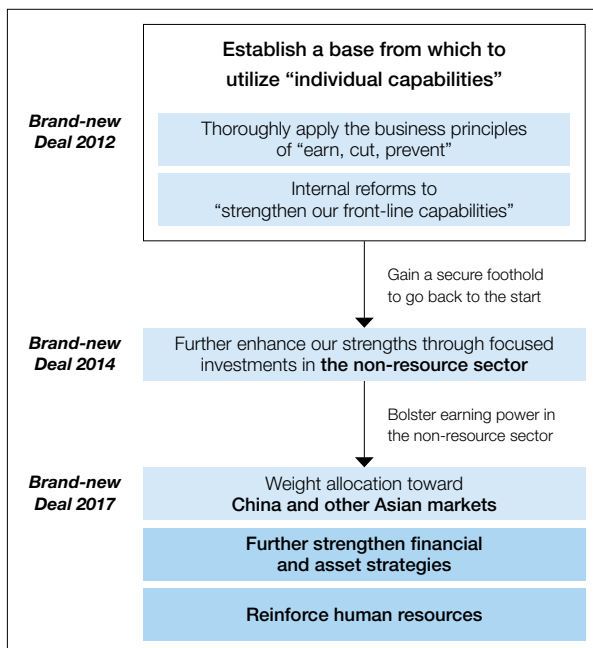 Establish a base from which to
utilize “individual capabilities”
Brand-new
Deal 2012
Thoroughly apply the business principles
of “earn, cut, prevent”
Internal reforms to
“strengthen our front-line capabilities”
Gain a secure foothold
to go back to the start
Brand-new
Deal 2014
Further enhance our strengths through focused
investments in the non-resource sector
Bolster earning power in
the non-resource sector
Brand-new
Deal 2017
Weight allocation toward
China and other Asian markets
Further strengthen financial
and asset strategies
Reinforce human resources